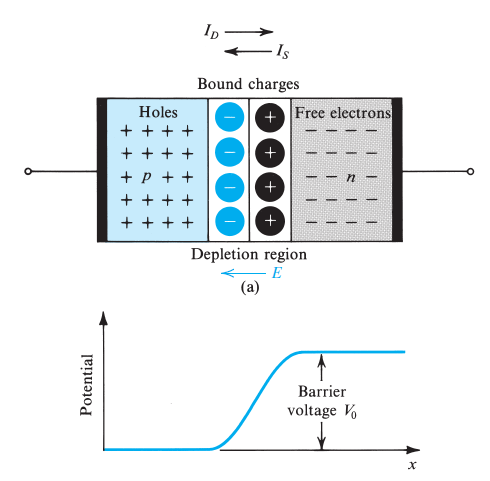 I_D
I_S
Bound charges
Holes
Free electrons
+ + + +
+ + + +
+ p + +
+ + + +
+ + + +
−
−
−
−
+
+
+
+
− − − −
− − − −
− − n −
− − − −
− − − −
Depletion region
E
(a)
Potential
Barrier
voltage V_0
x